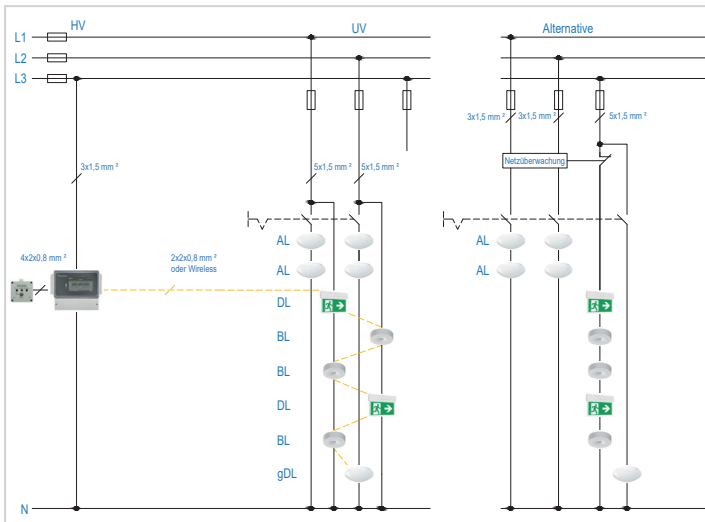 HV
UV
Alternative
L1
L2
L3
3x1,5 mm ²
3x1,5 mm ²
5x1,5 mm ²
Netzüberwachung
3x1,5 mm ²
5x1,5 mm ²
5x1,5 mm ²
AL
AL
AL
AL
4x2x0,8 mm ²
2x2x0,8 mm ²
oder Wireless
DL
BL
BL
DL
BL
gDL
N